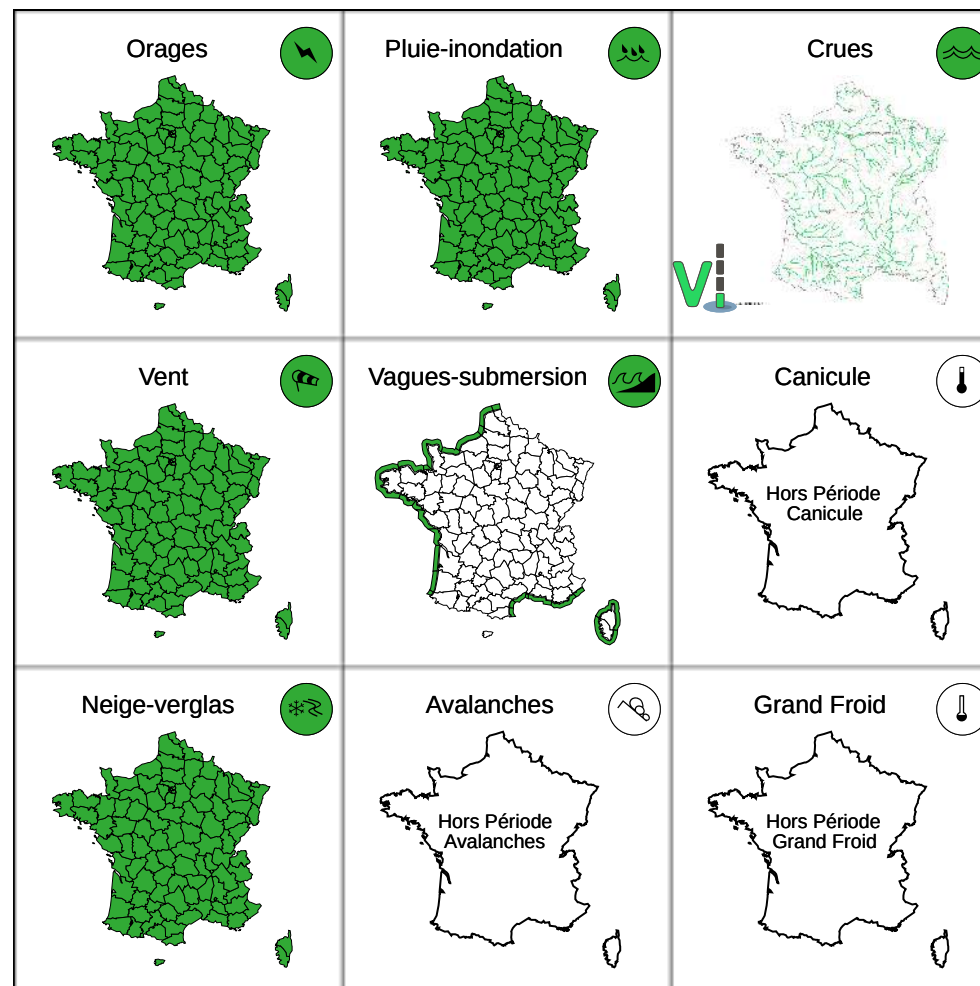 Orages
Pluie-inondation
Crues
Vi
Vent
Vagues-submersion
Canicule
Hors Période
Canicule
Neige-verglas
Avalanches
Grand Froid
Hors Période
Avalanches
Hors Période
Grand Froid